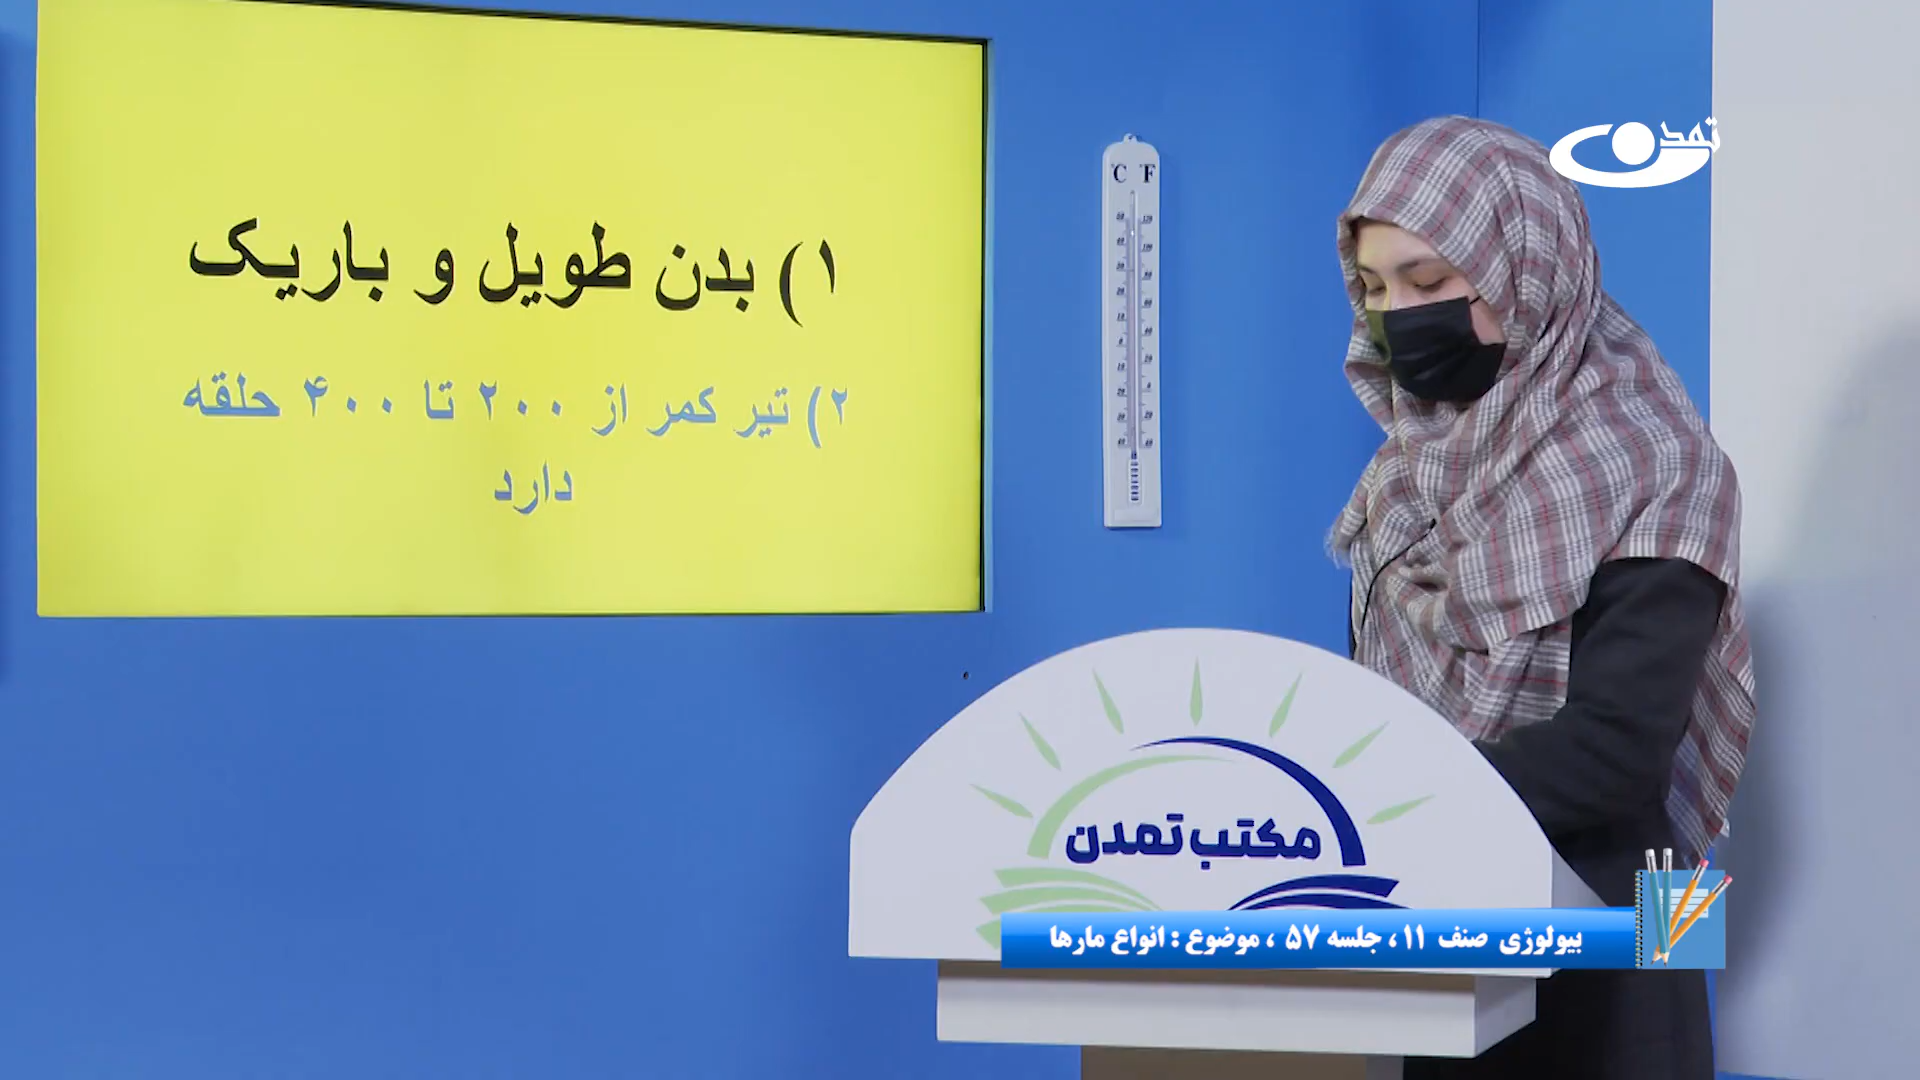 تمدن
۱) بدن طویل و باریک
۲) تیر کمر از ۲۰۰ تا ۴۰۰ حلقه
دارد
°C °F
مکتب تمدن
بیولوژی صنف ۱۱، جلسه ۵۷ ، موضوع : انواع مارها